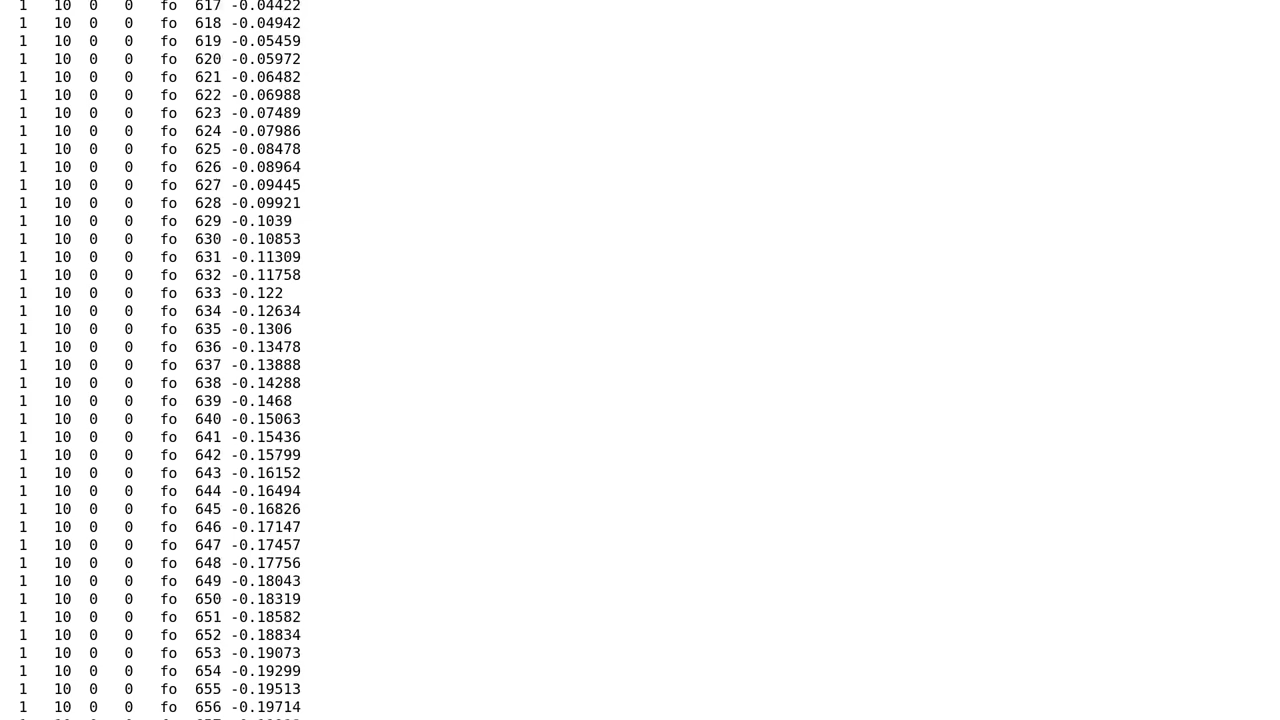 1 10 0 0 fo 617 -0.04422
1 10 0 0 fo 618 -0.04942
1 10 0 0 fo 619 -0.05459
1 10 0 0 fo 620 -0.05972
1 10 0 0 fo 621 -0.06482
1 10 0 0 fo 622 -0.06988
1 10 0 0 fo 623 -0.07489
1 10 0 0 fo 624 -0.07986
1 10 0 0 fo 625 -0.08478
1 10 0 0 fo 626 -0.08964
1 10 0 0 fo 627 -0.09445
1 10 0 0 fo 628 -0.09921
1 10 0 0 fo 629 -0.1039
1 10 0 0 fo 630 -0.10853
1 10 0 0 fo 631 -0.11309
1 10 0 0 fo 632 -0.11758
1 10 0 0 fo 633 -0.122
1 10 0 0 fo 634 -0.12634
1 10 0 0 fo 635 -0.1306
1 10 0 0 fo 636 -0.13478
1 10 0 0 fo 637 -0.13888
1 10 0 0 fo 638 -0.14288
1 10 0 0 fo 639 -0.1468
1 10 0 0 fo 640 -0.15063
1 10 0 0 fo 641 -0.15436
1 10 0 0 fo 642 -0.15799
1 10 0 0 fo 643 -0.16152
1 10 0 0 fo 644 -0.16494
1 10 0 0 fo 645 -0.16826
1 10 0 0 fo 646 -0.17147
1 10 0 0 fo 647 -0.17457
1 10 0 0 fo 648 -0.17756
1 10 0 0 fo 649 -0.18043
1 10 0 0 fo 650 -0.18319
1 10 0 0 fo 651 -0.18582
1 10 0 0 fo 652 -0.18834
1 10 0 0 fo 653 -0.19073
1 10 0 0 fo 654 -0.19299
1 10 0 0 fo 655 -0.19513
1 10 0 0 fo 656 -0.19714